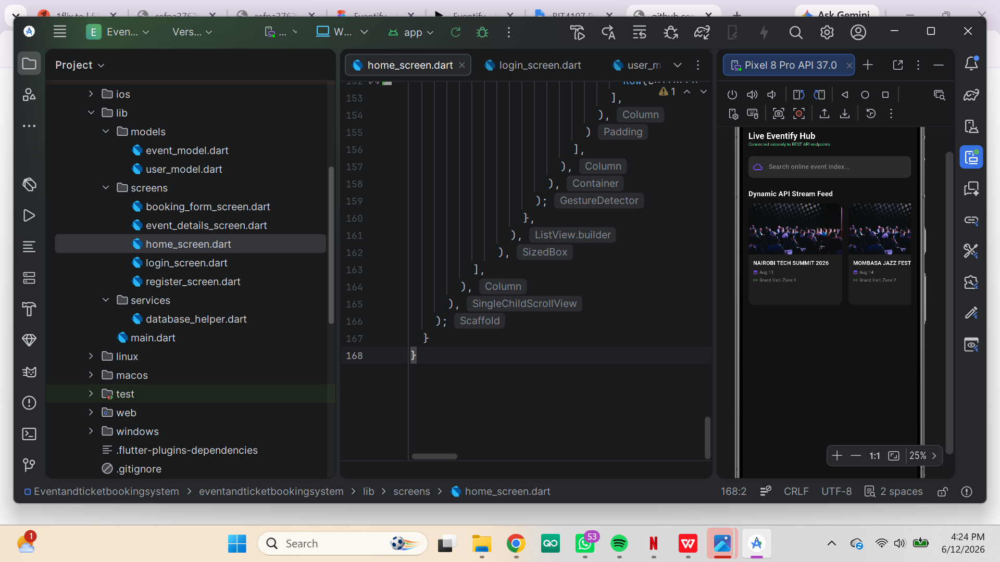 Eventify
Eventify
BIT4107
github.com
Ask Gemini
E
Even...
Vers...
...
W...
app
Project
ios
lib
models
event_model.dart
user_model.dart
screens
booking_form_screen.dart
event_details_screen.dart
home_screen.dart
login_screen.dart
register_screen.dart
services
database_helper.dart
main.dart
linux
macos
test
web
windows
.flutter-plugins-dependencies
.gitignore
home_screen.dart
login_screen.dart
user_m
1
152
153 ],
154 ), Column
155 ) Padding
156 ],
157 ), Column
158 ), Container
159 ); GestureDetector
160 },
161 ), ListView.builder
162 ), SizedBox
163 ],
164 ), Column
165 ), SingleChildScrollView
166 ); Scaffold
167 }
168 }
Pixel 8 Pro API 37.0
Live Eventify Hub
Connected securely to REST API endpoints
Search online event index...
Dynamic API Stream Feed
NAIROBI TECH SUMMIT 2026
Aug 13
Grand Hall, Zone 1
MOMBASA JAZZ FEST
Aug 14
Grand Hall, Zone 2
1:1
25%
Eventandticketbookingsystem > eventandticketbookingsystem > lib > screens > home_screen.dart
168:2
CRLF
UTF-8
2 spaces
1
Search
53
4:24 PM
6/12/2026